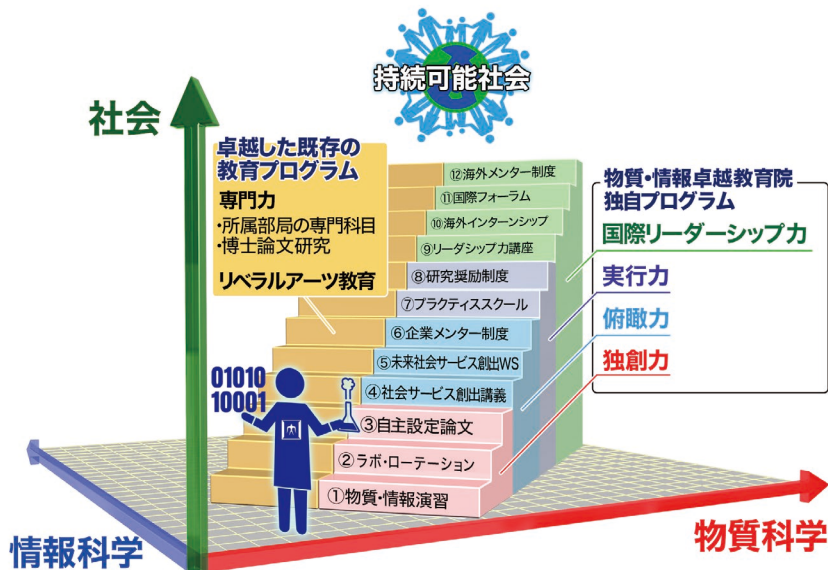 持続可能社会
社会
卓越した既存の
教育プログラム
専門力
・所属部局の専門科目
・博士論文研究
リベラルアーツ教育
⑫海外メンター制度
⑪国際フォーラム
⑩海外インターンシップ
⑨リーダシップ力講座
⑧研究奨励制度
⑦プラクティススクール
⑥企業メンター制度
⑤未来社会サービス創出WS
④社会サービス創出講義
③自主設定論文
②ラボ・ローテーション
①物質・情報演習
物質・情報卓越教育院
独自プログラム
国際リーダーシップ力
実行力
俯瞰力
独創力
01010
10001
情報科学
物質科学